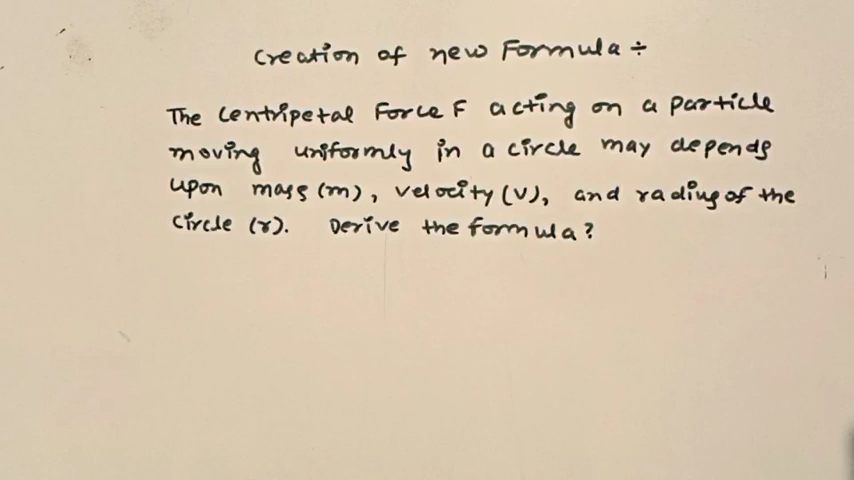 Creation of new Formula ÷
The Centripetal Force F acting on a particle
moving uniformly in a circle may depends
upon mass (m), velocity (v), and radius of the
circle (r). Derive the formula?